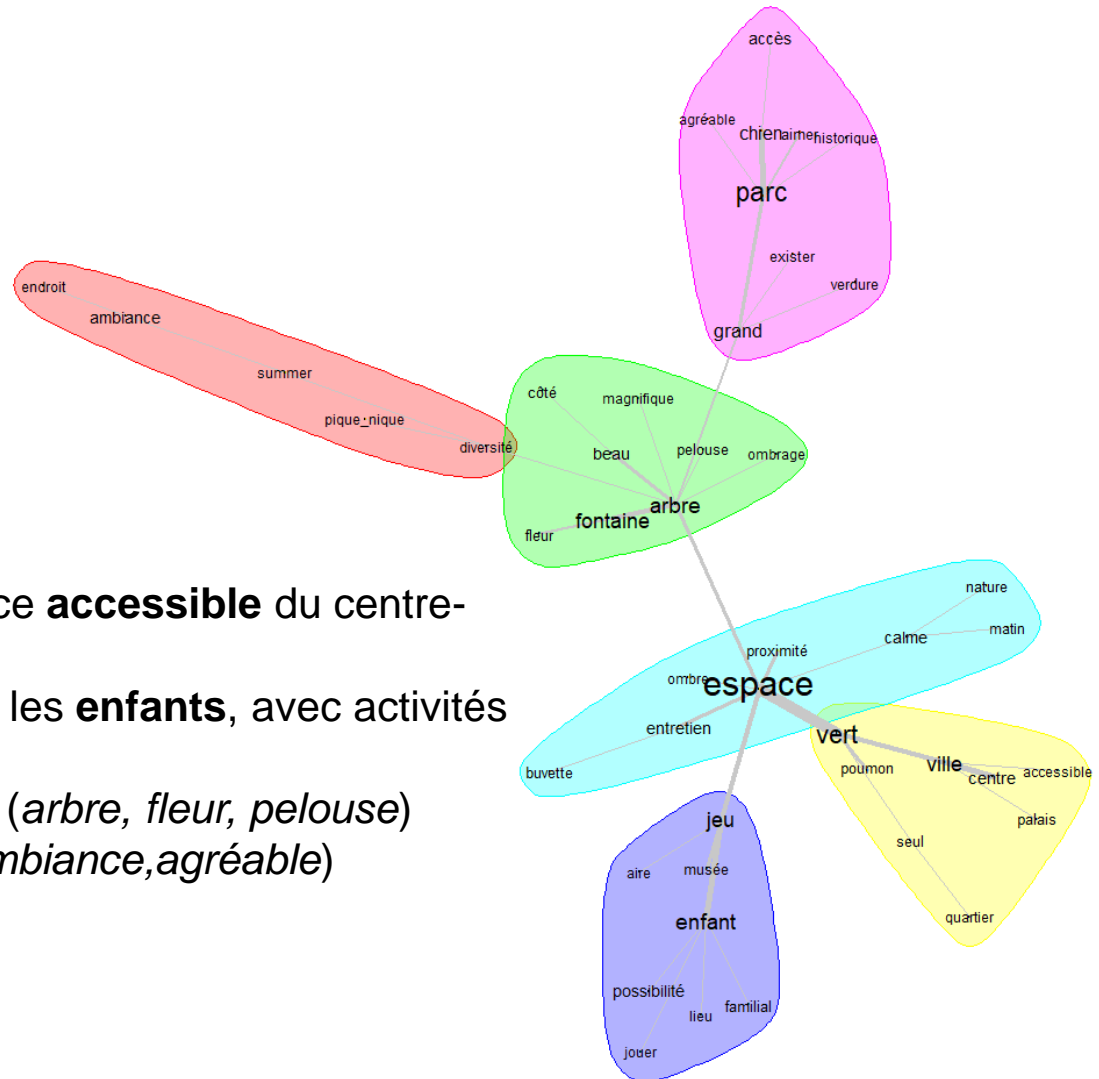 accès
agréable
chien aimer historique
parc
exister
verdure
grand
endroit
ambiance
summer
pique_nique
diversité
côté
magnifique
beau
pelouse
ombrage
arbre
fontaine
fleur
nature
matin
calme
proximité
ombre
espace
entretien
buvette
vert
poumon
ville
centre
accessible
palais
seul
quartier
jeu
aire
musée
enfant
possibilité
lieu
familial
jouer
ce accessible du centre-
les enfants, avec activités
(arbre, fleur, pelouse)
mbiance,agréable)